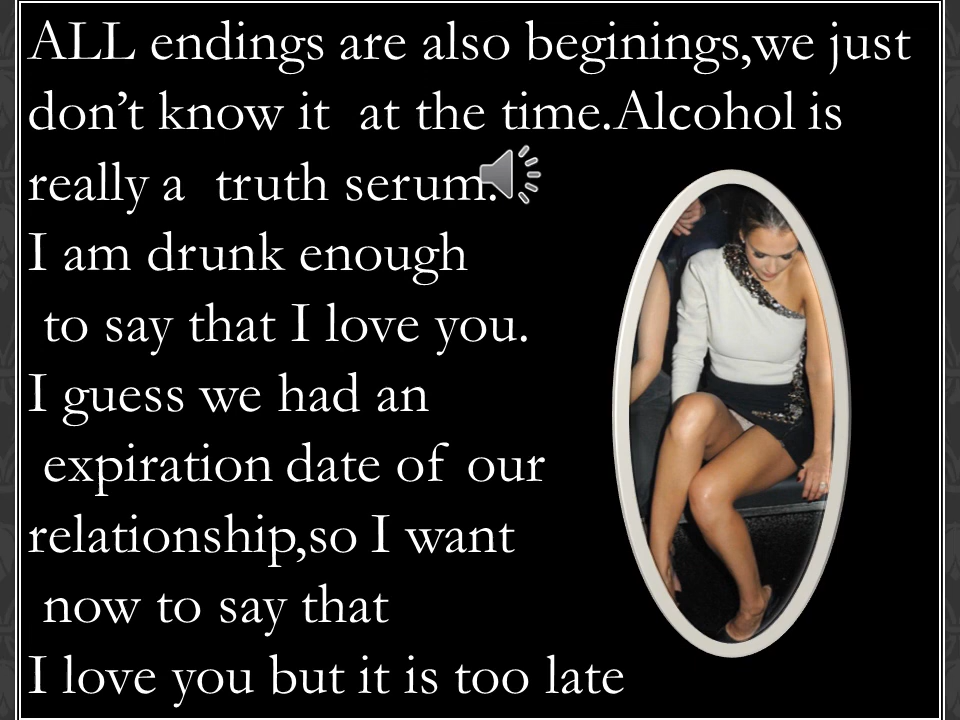 ALL endings are also beginings,we just
don’t know it at the time.Alcohol is
really a truth serum.
I am drunk enough
to say that I love you.
I guess we had an
expiration date of our
relationship,so I want
now to say that
I love you but it is too late